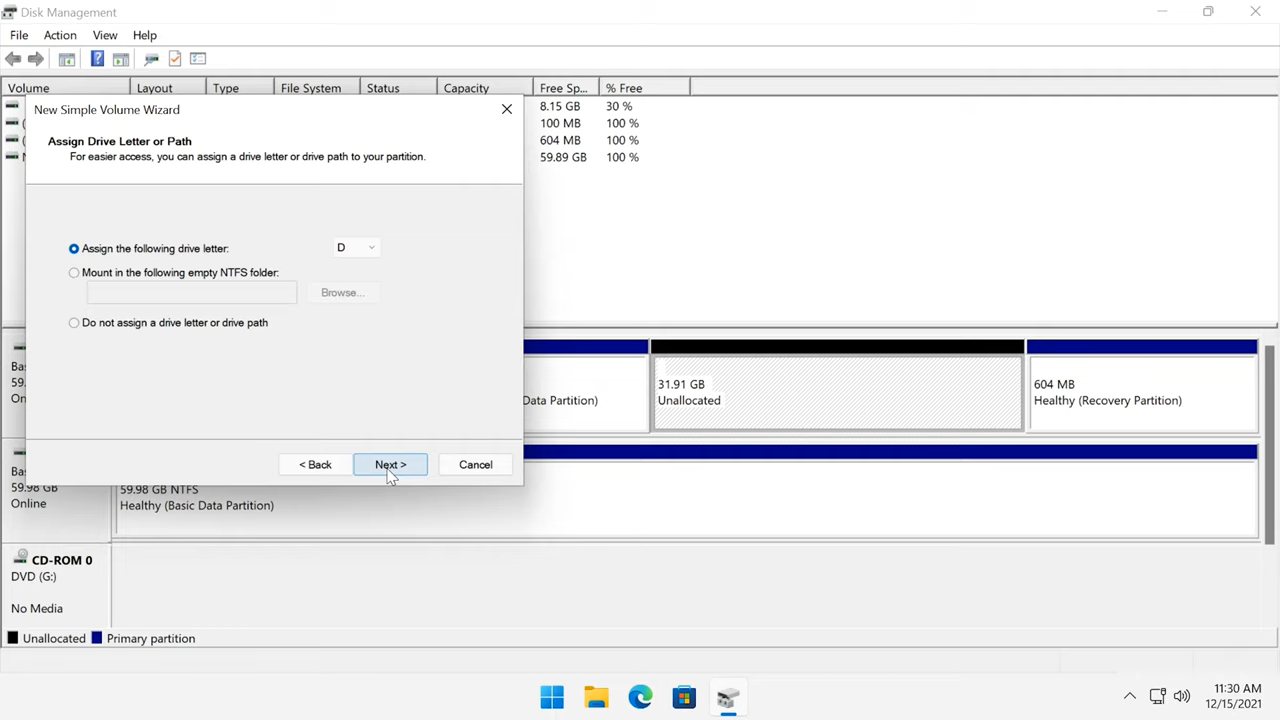 Disk Management
File Action View Help
Volume Layout Type File System Status Capacity Free Sp... % Free
8.15 GB 30 %
100 MB 100 %
604 MB 100 %
59.89 GB 100 %
New Simple Volume Wizard
Assign Drive Letter or Path
For easier access, you can assign a drive letter or drive path to your partition.
Assign the following drive letter: D
Mount in the following empty NTFS folder:
Browse...
Do not assign a drive letter or drive path
< Back Next > Cancel
Bas
59.
On
Data Partition)
31.91 GB
Unallocated
604 MB
Healthy (Recovery Partition)
Bas
59.98 GB
Online
59.98 GB NTFS
Healthy (Basic Data Partition)
CD-ROM 0
DVD (G:)
No Media
Unallocated Primary partition
11:30 AM
12/15/2021